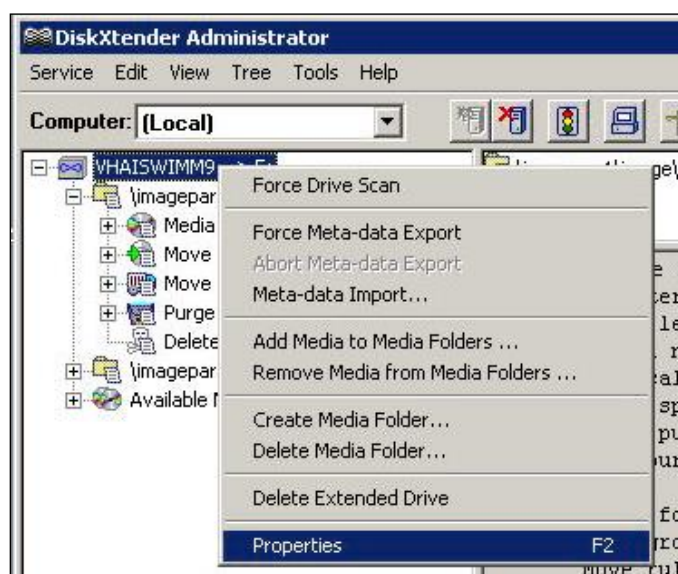 DiskXtender Administrator
Service Edit View Tree Tools Help
Computer: (Local)
VHAISWIMM9
\imagepar
Media
Move
Move
Purge
Delete
\imagepar
Available
Force Drive Scan
Force Meta-data Export
Abort Meta-data Export
Meta-data Import...
Add Media to Media Folders ...
Remove Media from Media Folders ...
Create Media Folder...
Delete Media Folder...
Delete Extended Drive
Properties F2